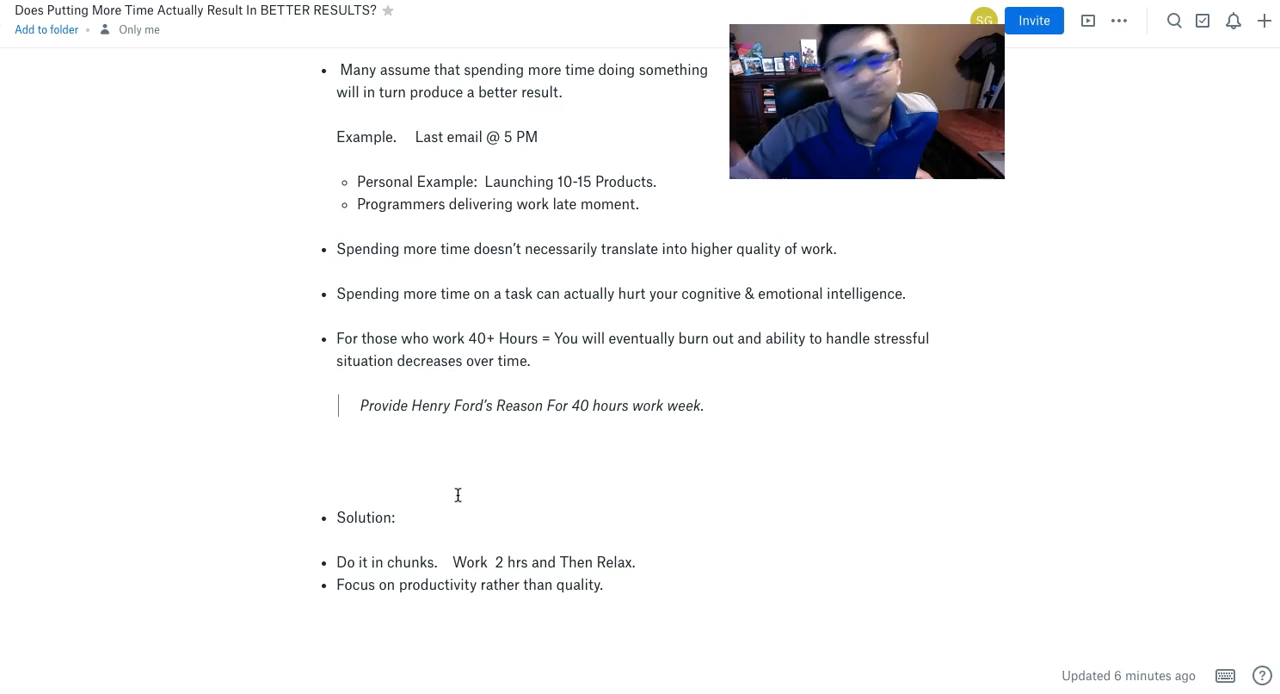 Does Putting More Time Actually Result In BETTER RESULTS?
Add to folder • Only me
SG
Invite
• Many assume that spending more time doing something
will in turn produce a better result.
Example. Last email @ 5 PM
◦ Personal Example: Launching 10-15 Products.
◦ Programmers delivering work late moment.
• Spending more time doesn't necessarily translate into higher quality of work.
• Spending more time on a task can actually hurt your cognitive & emotional intelligence.
• For those who work 40+ Hours = You will eventually burn out and ability to handle stressful
situation decreases over time.
Provide Henry Ford's Reason For 40 hours work week.
• Solution:
• Do it in chunks. Work 2 hrs and Then Relax.
• Focus on productivity rather than quality.
Updated 6 minutes ago